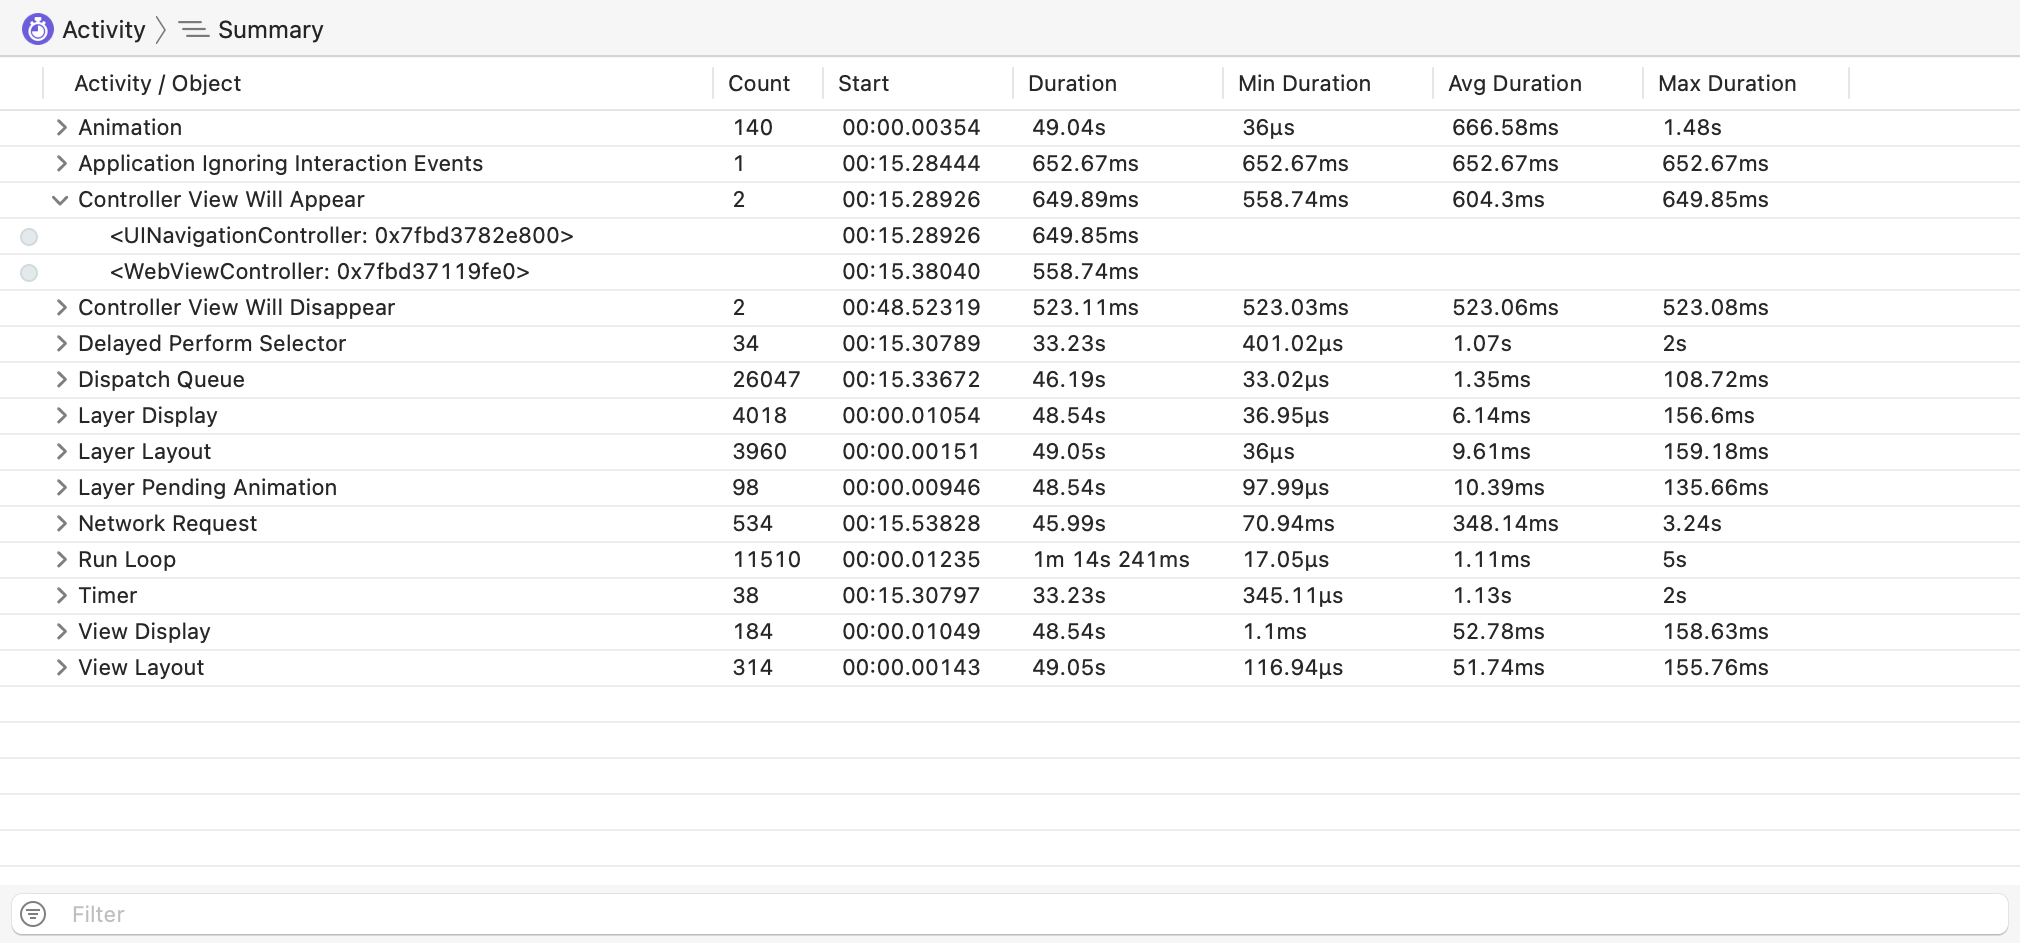 Activity Summary
Activity / Object Count Start Duration Min Duration Avg Duration Max Duration
Animation 140 00:00.00354 49.04s 36µs 666.58ms 1.48s
Application Ignoring Interaction Events 1 00:15.28444 652.67ms 652.67ms 652.67ms 652.67ms
Controller View Will Appear 2 00:15.28926 649.89ms 558.74ms 604.3ms 649.85ms
<UINavigationController: 0x7fbd3782e800> 00:15.28926 649.85ms
<WebViewController: 0x7fbd37119fe0> 00:15.38040 558.74ms
Controller View Will Disappear 2 00:48.52319 523.11ms 523.03ms 523.06ms 523.08ms
Delayed Perform Selector 34 00:15.30789 33.23s 401.02µs 1.07s 2s
Dispatch Queue 26047 00:15.33672 46.19s 33.02µs 1.35ms 108.72ms
Layer Display 4018 00:00.01054 48.54s 36.95µs 6.14ms 156.6ms
Layer Layout 3960 00:00.00151 49.05s 36µs 9.61ms 159.18ms
Layer Pending Animation 98 00:00.00946 48.54s 97.99µs 10.39ms 135.66ms
Network Request 534 00:15.53828 45.99s 70.94ms 348.14ms 3.24s
Run Loop 11510 00:00.01235 1m 14s 241ms 17.05µs 1.11ms 5s
Timer 38 00:15.30797 33.23s 345.11µs 1.13s 2s
View Display 184 00:00.01049 48.54s 1.1ms 52.78ms 158.63ms
View Layout 314 00:00.00143 49.05s 116.94µs 51.74ms 155.76ms
Filter